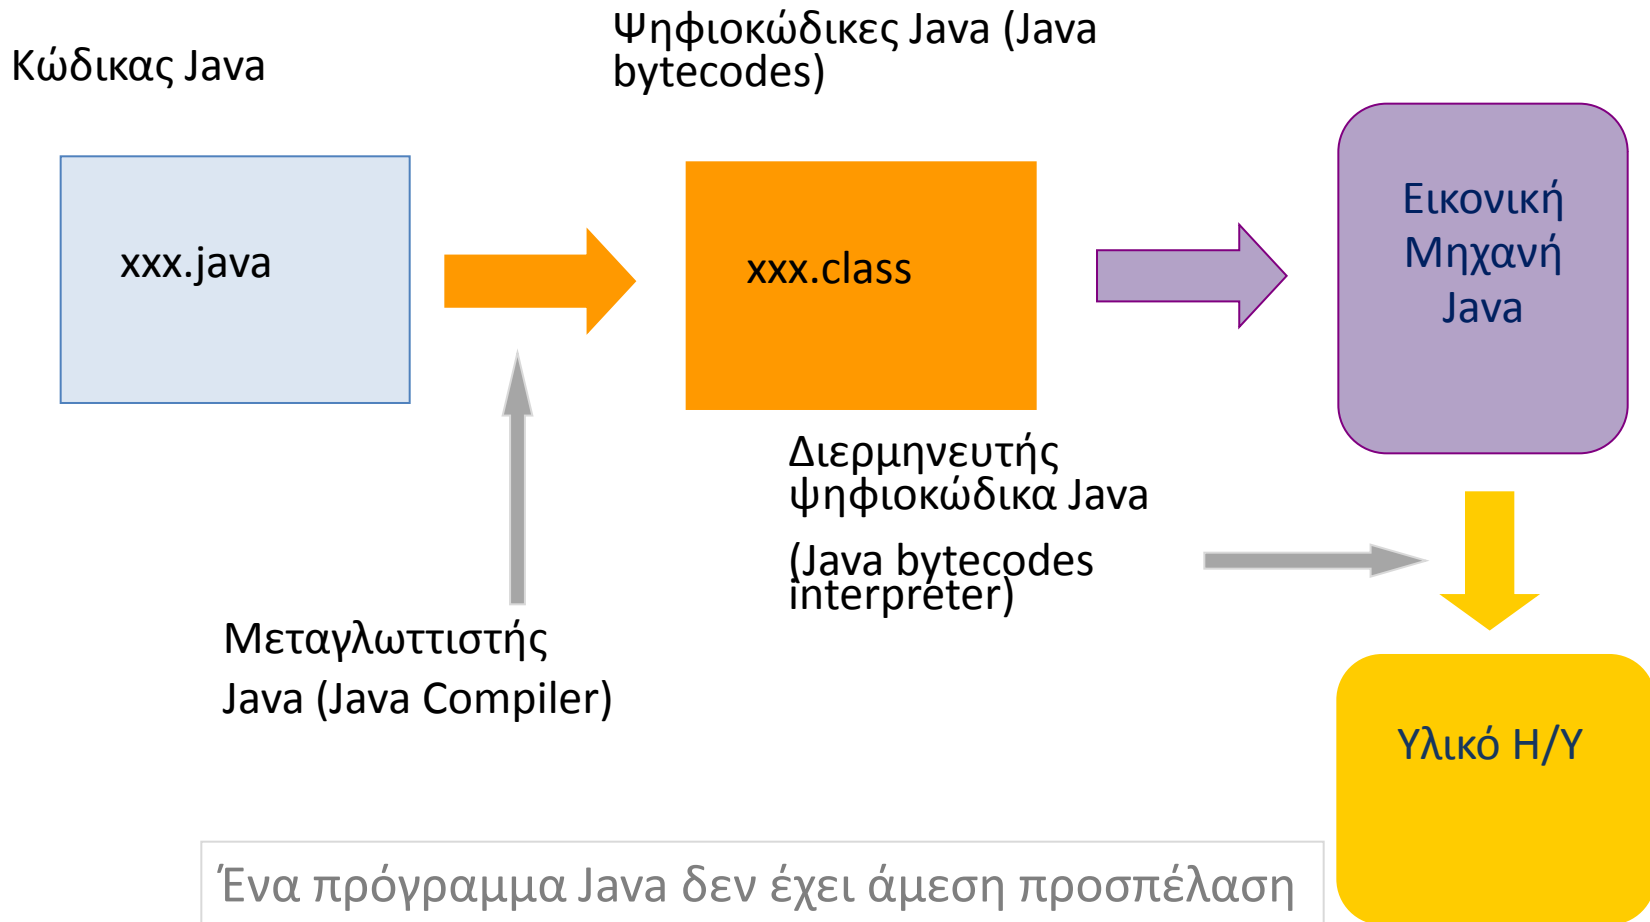 Κώδικας Java
Ψηφιοκώδικες Java (Java
bytecodes)
xxx.java
xxx.class
Εικονική
Μηχανή
Java
Διερμηνευτής
ψηφιοκώδικα Java
(Java bytecodes
interpreter)
Μεταγλωττιστής
Java (Java Compiler)
Υλικό Η/Υ
Ένα πρόγραμμα Java δεν έχει άμεση προσπέλαση